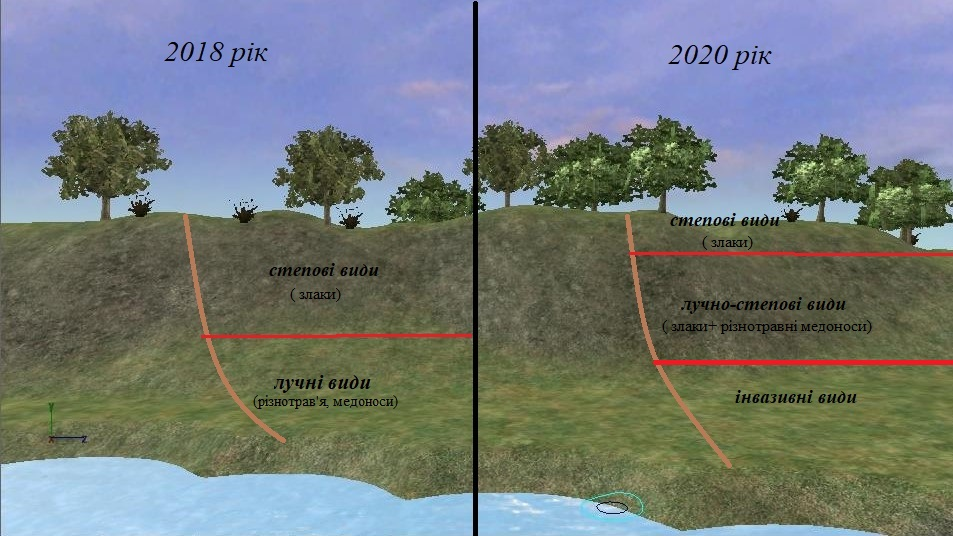 2018 рік
степові види
( злаки)
лучні види
(різнотрав'я, медоноси)
Y
X
Z
2020 рік
степові види
( злаки)
лучно-степові види
( злаки+ різнотравні медоноси)
інвазивні види